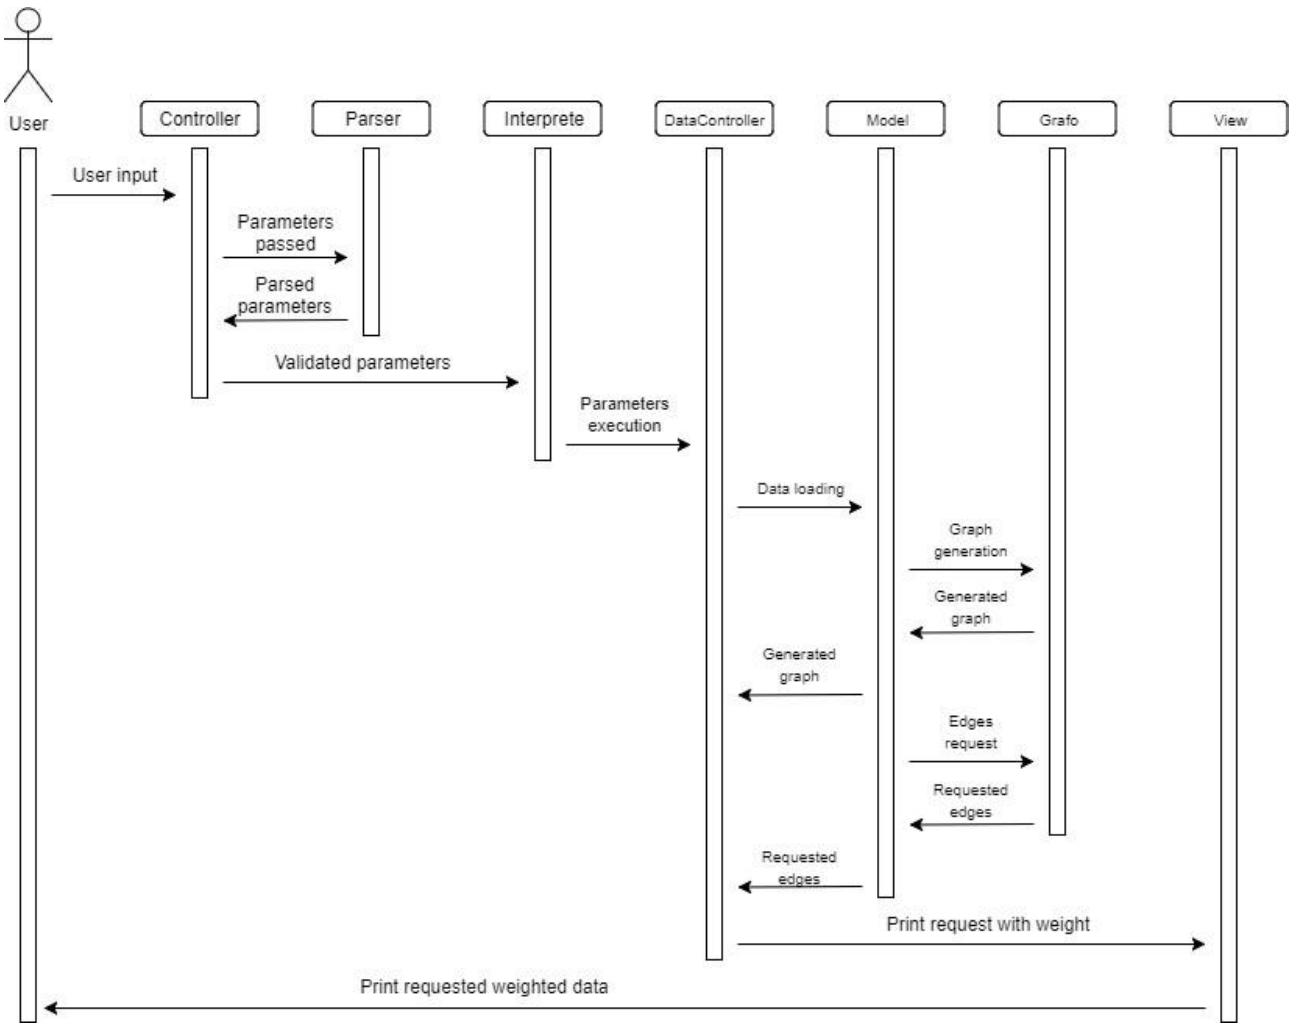 User
Controller
Parser
Interprete
DataController
Model
Grafo
View
User input
Parameters
passed
Parsed
parameters
Validated parameters
Parameters
execution
Data loading
Graph
generation
Generated
graph
Generated
graph
Edges
request
Requested
edges
Requested
edges
Print request with weight
Print requested weighted data